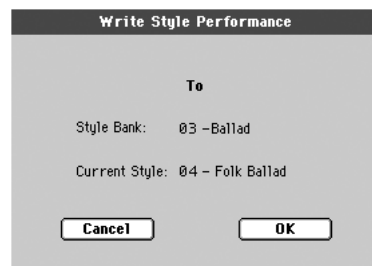 Write Style Performance
To
Style Bank: 03 -Ballad
Current Style: 04 - Folk Ballad
Cancel OK